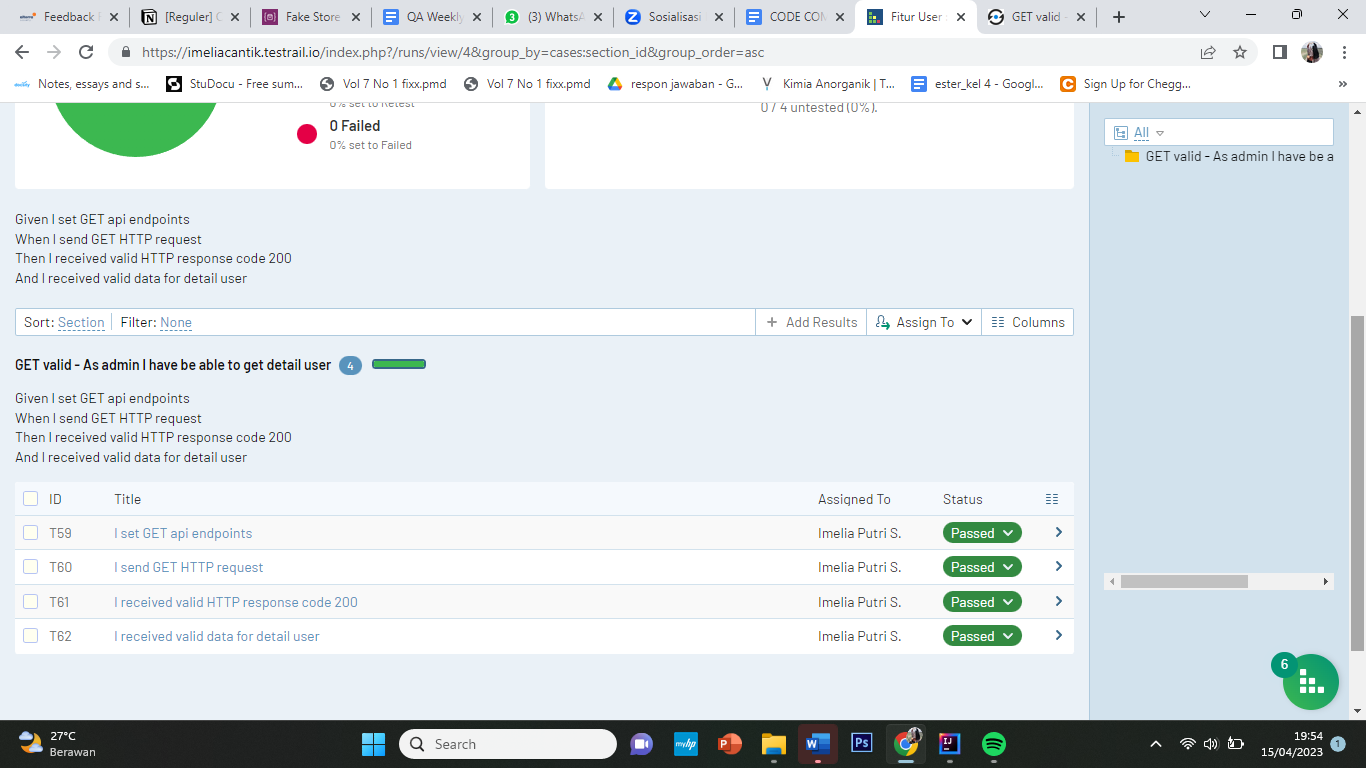 Feedback F
[Reguler] C
Fake Store
QA Weekly
(3) WhatsA
Sosialisasi
CODE COM
Fitur User
GET valid -
https://imeliacantik.testrail.io/index.php?/runs/view/4&group_by=cases:section_id&group_order=asc
Notes, essays and s...
StuDocu - Free sum...
Vol 7 No 1 fixx.pmd
Vol 7 No 1 fixx.pmd
respon jawaban - G...
Kimia Anorganik | T...
ester_kel 4 - Googl...
Sign Up for Chegg...
»
0% set to Retest
0 Failed
0% set to Failed
0 / 4 untested (0%).
All
GET valid - As admin I have be a
Given I set GET api endpoints
When I send GET HTTP request
Then I received valid HTTP response code 200
And I received valid data for detail user
Sort: Section Filter: None
+ Add Results Assign To Columns
GET valid - As admin I have be able to get detail user 4
Given I set GET api endpoints
When I send GET HTTP request
Then I received valid HTTP response code 200
And I received valid data for detail user
ID Title Assigned To Status
T59 I set GET api endpoints Imelia Putri S. Passed
T60 I send GET HTTP request Imelia Putri S. Passed
T61 I received valid HTTP response code 200 Imelia Putri S. Passed
T62 I received valid data for detail user Imelia Putri S. Passed
6
27°C
Berawan
Search
myhp
P
W
Ps
IJ
19:54
15/04/2023
1